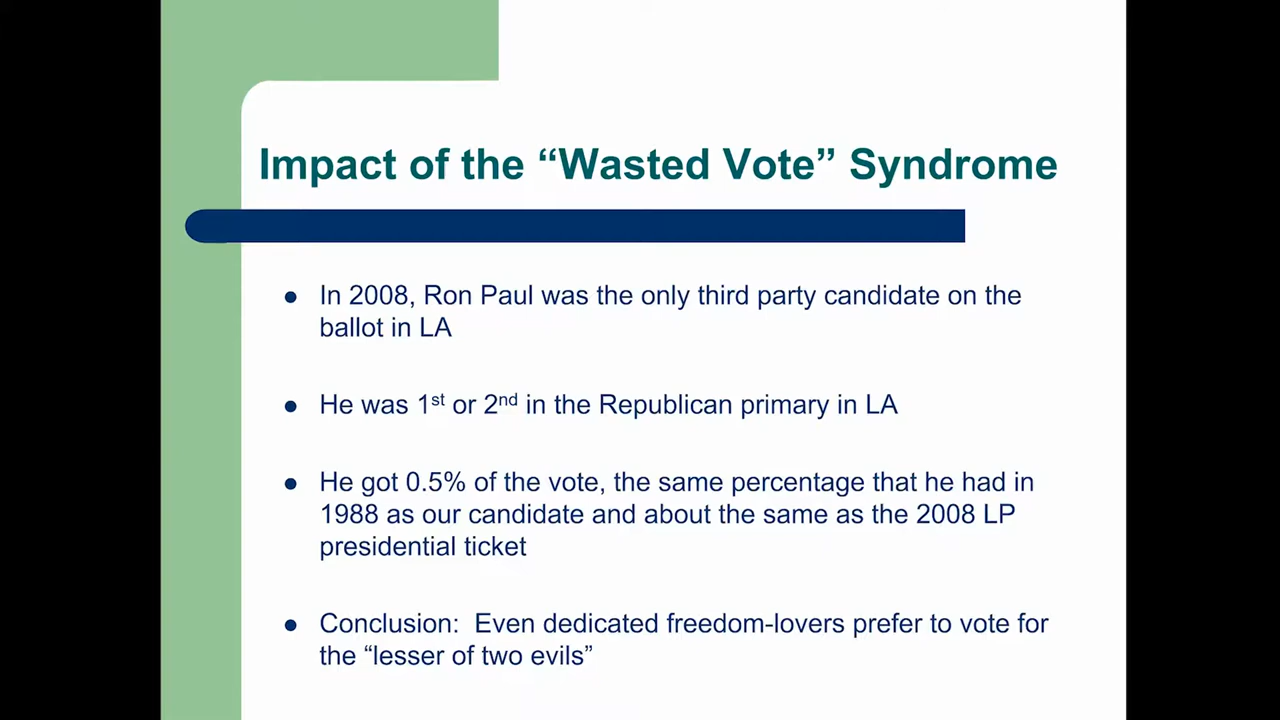 Impact of the “Wasted Vote” Syndrome
● In 2008, Ron Paul was the only third party candidate on the
ballot in LA
● He was 1st or 2nd in the Republican primary in LA
● He got 0.5% of the vote, the same percentage that he had in
1988 as our candidate and about the same as the 2008 LP
presidential ticket
● Conclusion:  Even dedicated freedom-lovers prefer to vote for
the “lesser of two evils”